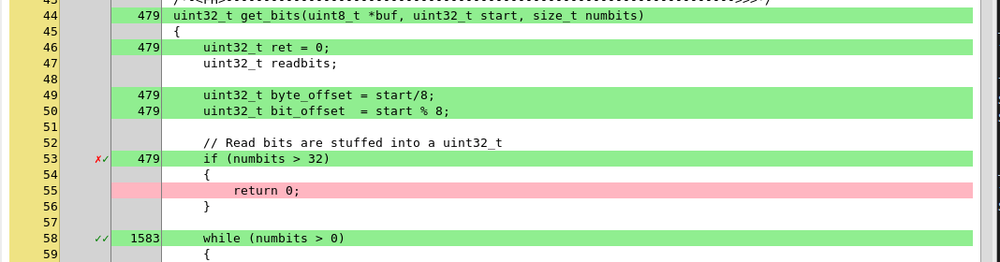 44 479 uint32_t get_bits(uint8_t *buf, uint32_t start, size_t numbits)
45 {
46 479 uint32_t ret = 0;
47 uint32_t readbits;
48
49 479 uint32_t byte_offset = start/8;
50 479 uint32_t bit_offset  = start % 8;
51
52 // Read bits are stuffed into a uint32_t
53 ✗✓ 479 if (numbits > 32)
54 {
55 return 0;
56 }
57
58 ✓✓ 1583 while (numbits > 0)
59 {